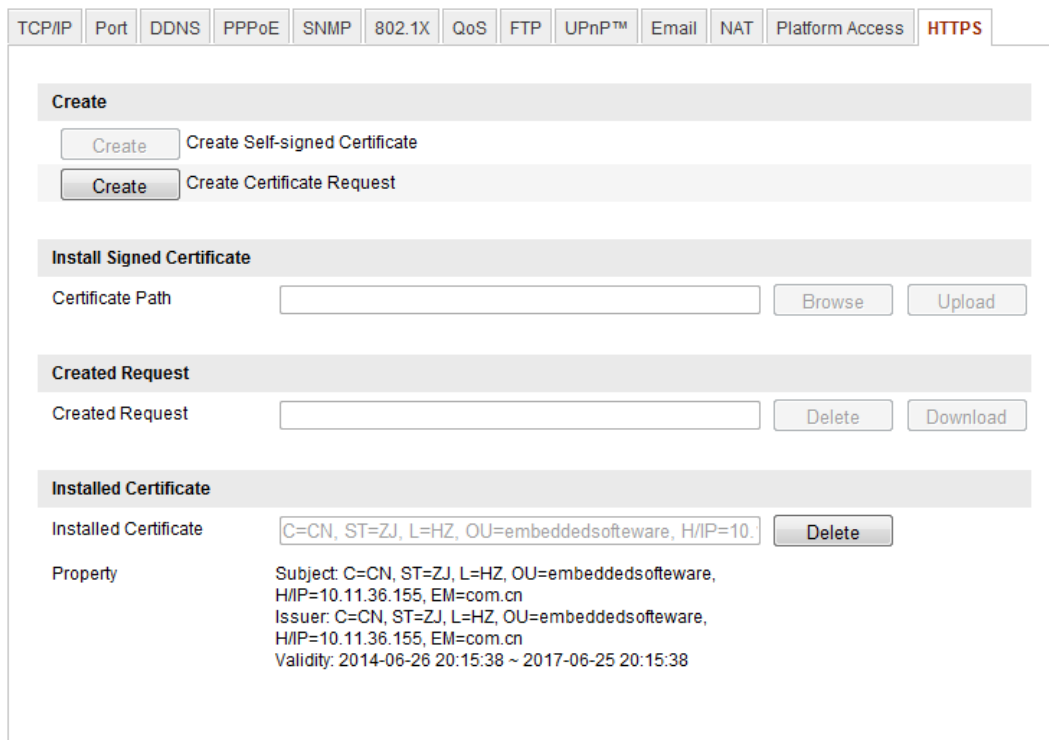 TCP/IP Port DDNS PPPoE SNMP 802.1X QoS FTP UPnP™ Email NAT Platform Access HTTPS
Create
Create Create Self-signed Certificate
Create Create Certificate Request
Install Signed Certificate
Certificate Path Browse Upload
Created Request
Created Request Delete Download
Installed Certificate
Installed Certificate C=CN, ST=ZJ, L=HZ, OU=embeddedsofteware, H/IP=10. Delete
Property Subject: C=CN, ST=ZJ, L=HZ, OU=embeddedsofteware,
H/IP=10.11.36.155, EM=com.cn
Issuer: C=CN, ST=ZJ, L=HZ, OU=embeddedsofteware,
H/IP=10.11.36.155, EM=com.cn
Validity: 2014-06-26 20:15:38 ~ 2017-06-25 20:15:38